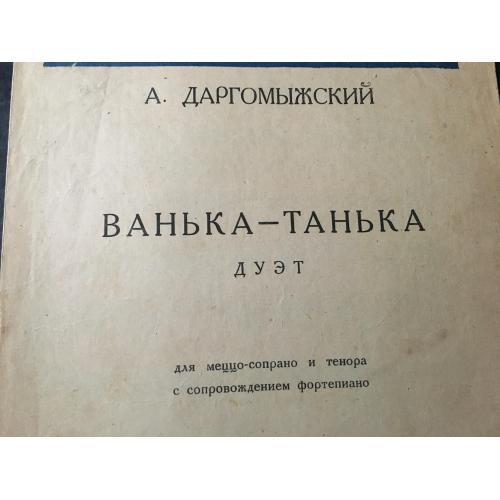 А. ДАРГОМЫЖСКИЙ
ВАНЬКА—ТАНЬКА
ДУЭТ
для меццо-сопрано и тенора
с сопровождением фортепиано